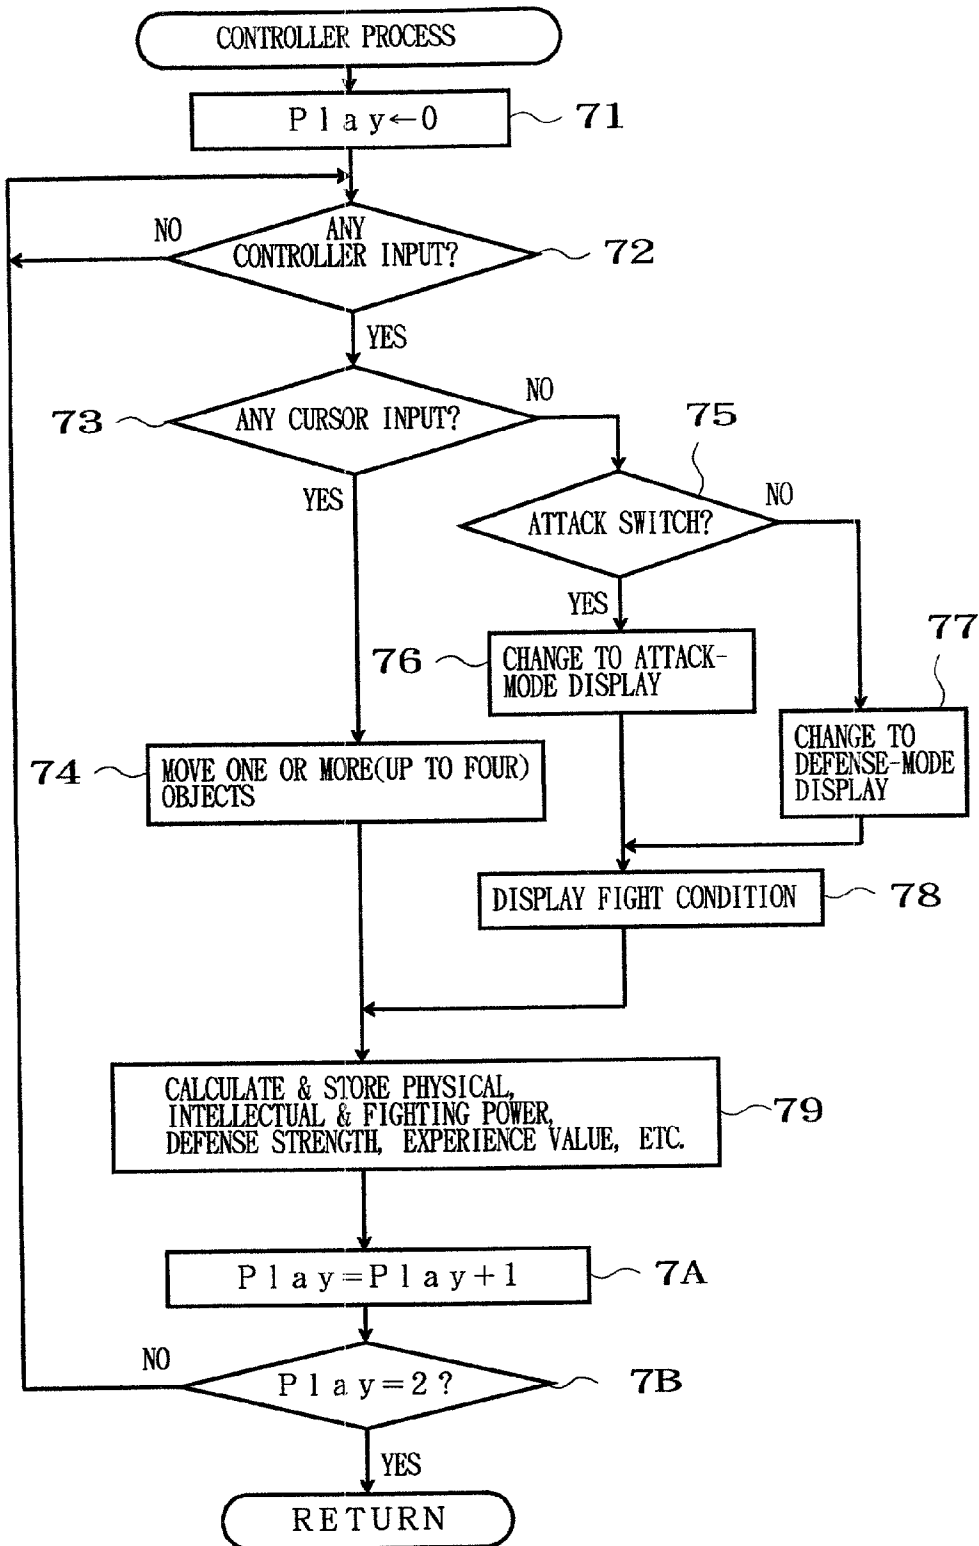 CONTROLLER PROCESS
Play←0
71
NO
ANY
CONTROLLER INPUT?
72
YES
73
ANY CURSOR INPUT?
NO
75
YES
ATTACK SWITCH?
NO
YES
76
CHANGE TO ATTACK-
MODE DISPLAY
77
74
MOVE ONE OR MORE(UP TO FOUR)
OBJECTS
CHANGE TO
DEFENSE-MODE
DISPLAY
DISPLAY FIGHT CONDITION
78
CALCULATE & STORE PHYSICAL,
INTELLECTUAL & FIGHTING POWER,
DEFENSE STRENGTH, EXPERIENCE VALUE, ETC.
79
Play=Play+1
7A
NO
Play=2?
7B
YES
RETURN